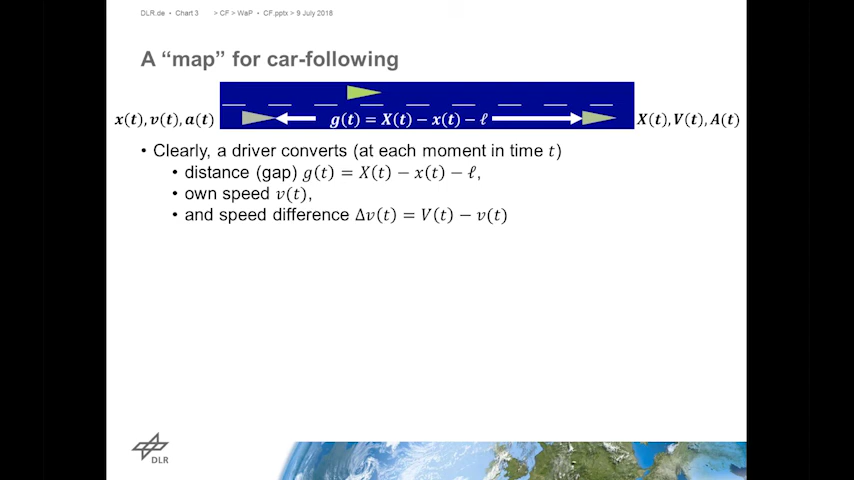 DLR.de • Chart 3 > CF > WaP • CF.pptx > 9 July 2018
A “map” for car-following
x(t), v(t), a(t) g(t) = X(t) − x(t) − ℓ X(t), V(t), A(t)
• Clearly, a driver converts (at each moment in time t)
• distance (gap) g(t) = X(t) − x(t) − ℓ,
• own speed v(t),
• and speed difference Δv(t) = V(t) − v(t)
DLR